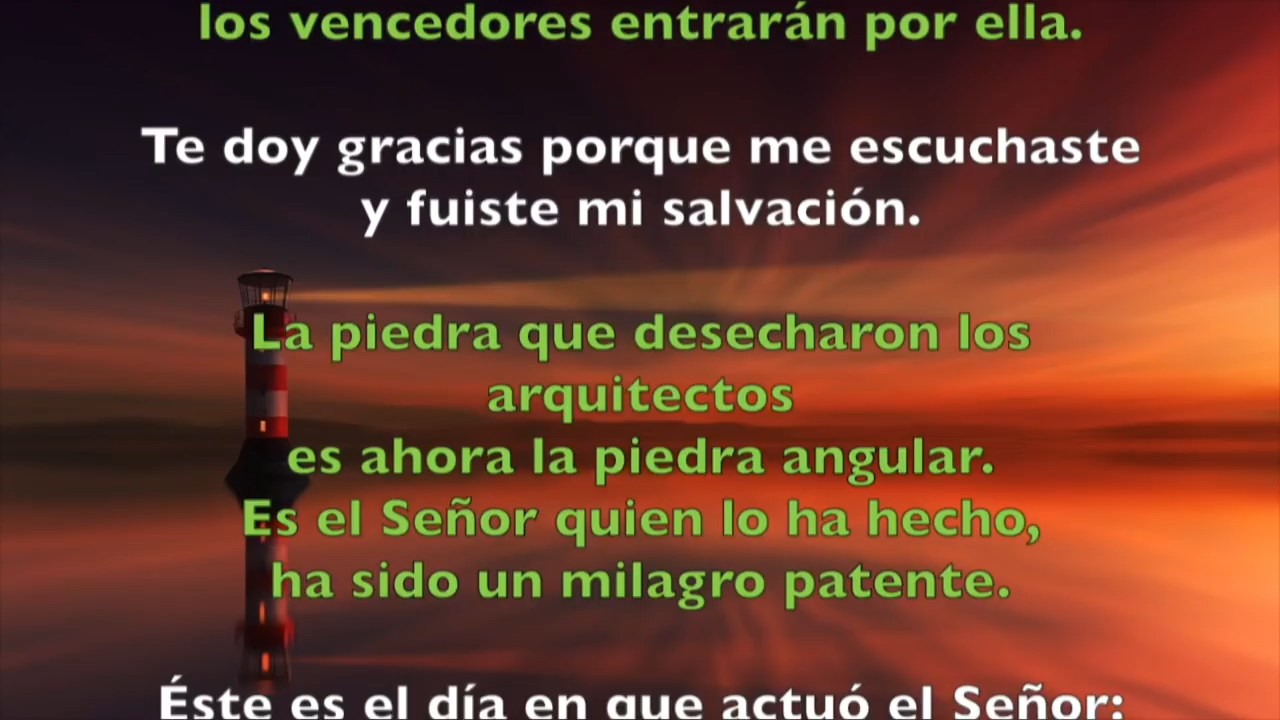 los vencedores entrarán por ella.
Te doy gracias porque me escuchaste
y fuiste mi salvación.
La piedra que desecharon los
arquitectos
es ahora la piedra angular.
Es el Señor quien lo ha hecho,
ha sido un milagro patente.
Éste es el día en que actuó el Señor: